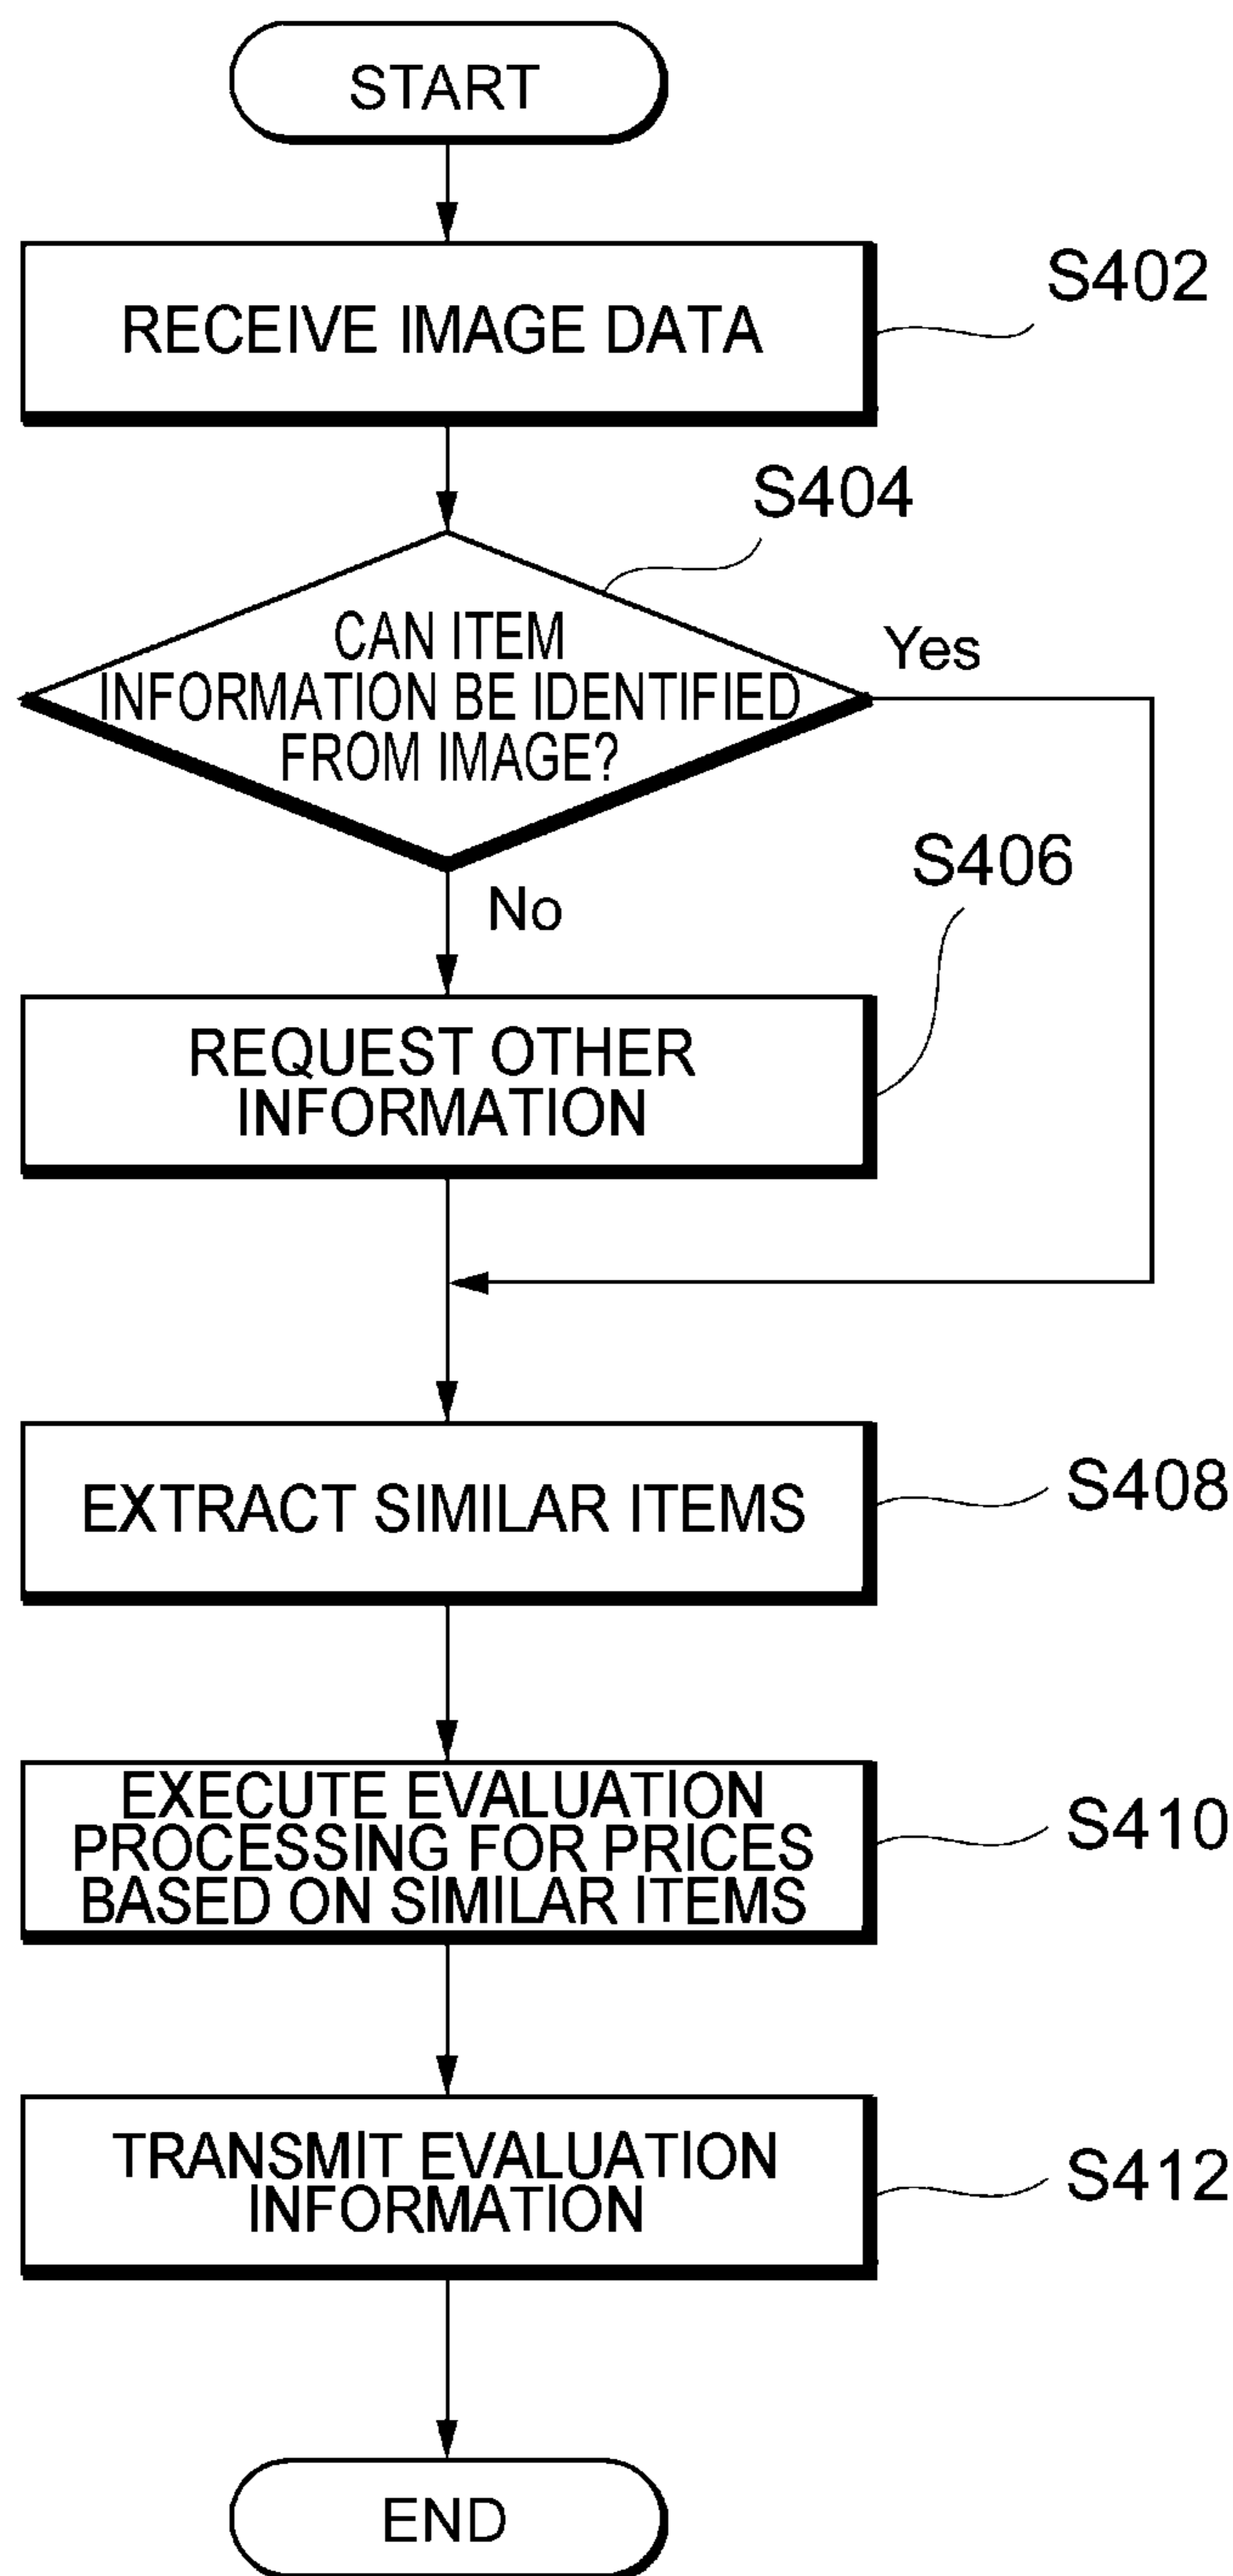 START
RECEIVE IMAGE DATA
S402
S404
CAN ITEM
INFORMATION BE IDENTIFIED
FROM IMAGE?
Yes
No
S406
REQUEST OTHER
INFORMATION
EXTRACT SIMILAR ITEMS
S408
EXECUTE EVALUATION
PROCESSING FOR PRICES
BASED ON SIMILAR ITEMS
S410
TRANSMIT EVALUATION
INFORMATION
S412
END